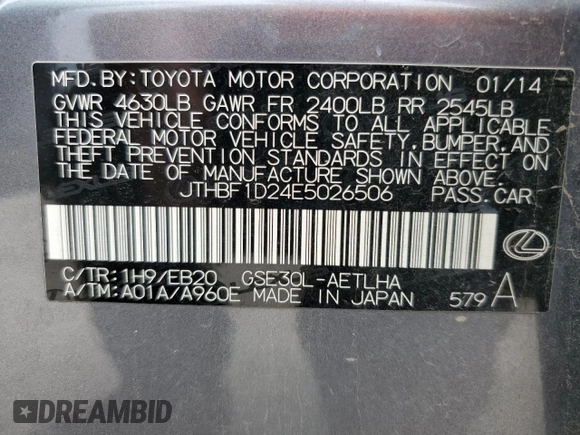 MFD.BY:TOYOTA MOTOR CORPORATION 01/14
GVWR 4630LB GAWR FR 2400LB RR 2545LB
THIS VEHICLE CONFORMS TO ALL APPLICABLE
FEDERAL MOTOR VEHICLE SAFETY,BUMPER,AND
THEFT PREVENTION STANDARDS IN EFFECT ON
THE DATE OF MANUFACTURE SHOWN ABOVE.
JTHBF1D24E5026506 PASS.CAR
C/TR:1H9/EB20 GSE30L-AETLHA
A/TM:A01A/A960E MADE IN JAPAN 579 A
DREAMBID